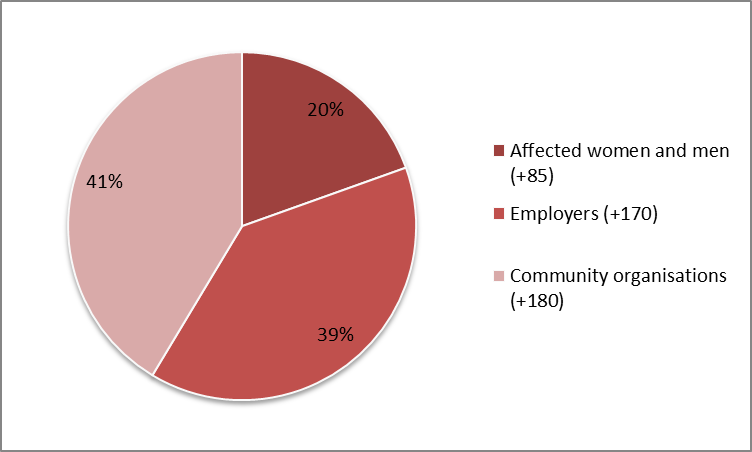 20%
39%
41%
Affected women and men
(+85)
Employers (+170)
Community organisations
(+180)